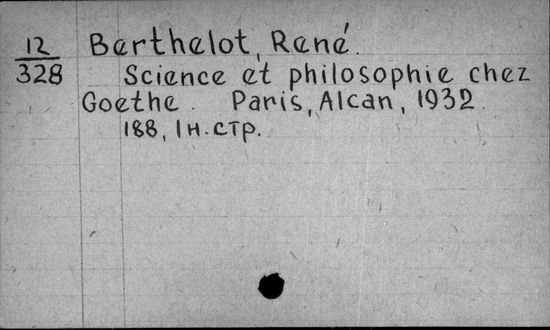 12
328
Berthelot, René.
Science et philosophie chez
Goethe. Paris, Alcan, 1932.
188, 1 н. стр.